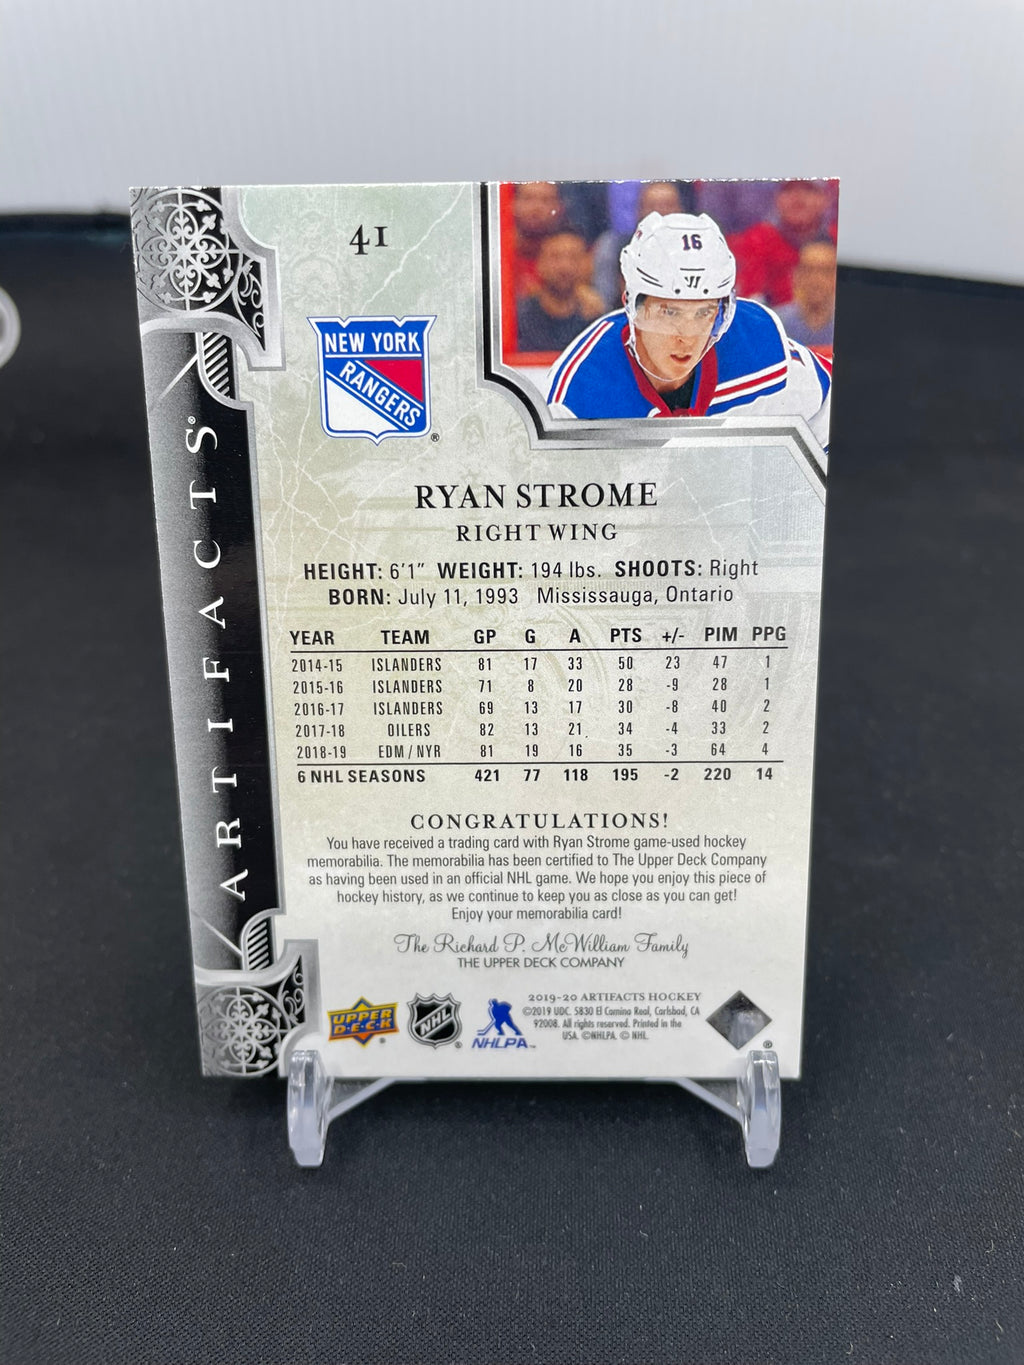 41
16
NEW YORK
RANGERS
®
ARTIFACTS®
RYAN STROME
RIGHT WING
HEIGHT: 6'1" WEIGHT: 194 lbs. SHOOTS: Right
BORN: July 11, 1993 Mississauga, Ontario
YEAR TEAM GP G A PTS +/- PIM PPG
2014-15 ISLANDERS 81 17 33 50 23 47 1
2015-16 ISLANDERS 71 8 20 28 -9 28 1
2016-17 ISLANDERS 69 13 17 30 -8 40 2
2017-18 OILERS 82 13 21 34 -4 33 2
2018-19 EDM / NYR 81 19 16 35 -3 64 4
6 NHL SEASONS 421 77 118 195 -2 220 14
CONGRATULATIONS!
You have received a trading card with Ryan Strome game-used hockey
memorabilia. The memorabilia has been certified to The Upper Deck Company
as having been used in an official NHL game. We hope you enjoy this piece of
hockey history, as we continue to keep you as close as you can get!
Enjoy your memorabilia card!
The Richard P. McWilliam Family
THE UPPER DECK COMPANY
UPPER
DECK
NHL
NHLPA
2019-20 ARTIFACTS HOCKEY
©2019 UDC. 5830 El Camino Real, Carlsbad, CA
92008. All rights reserved. Printed in the
USA. ©NHLPA. © NHL.